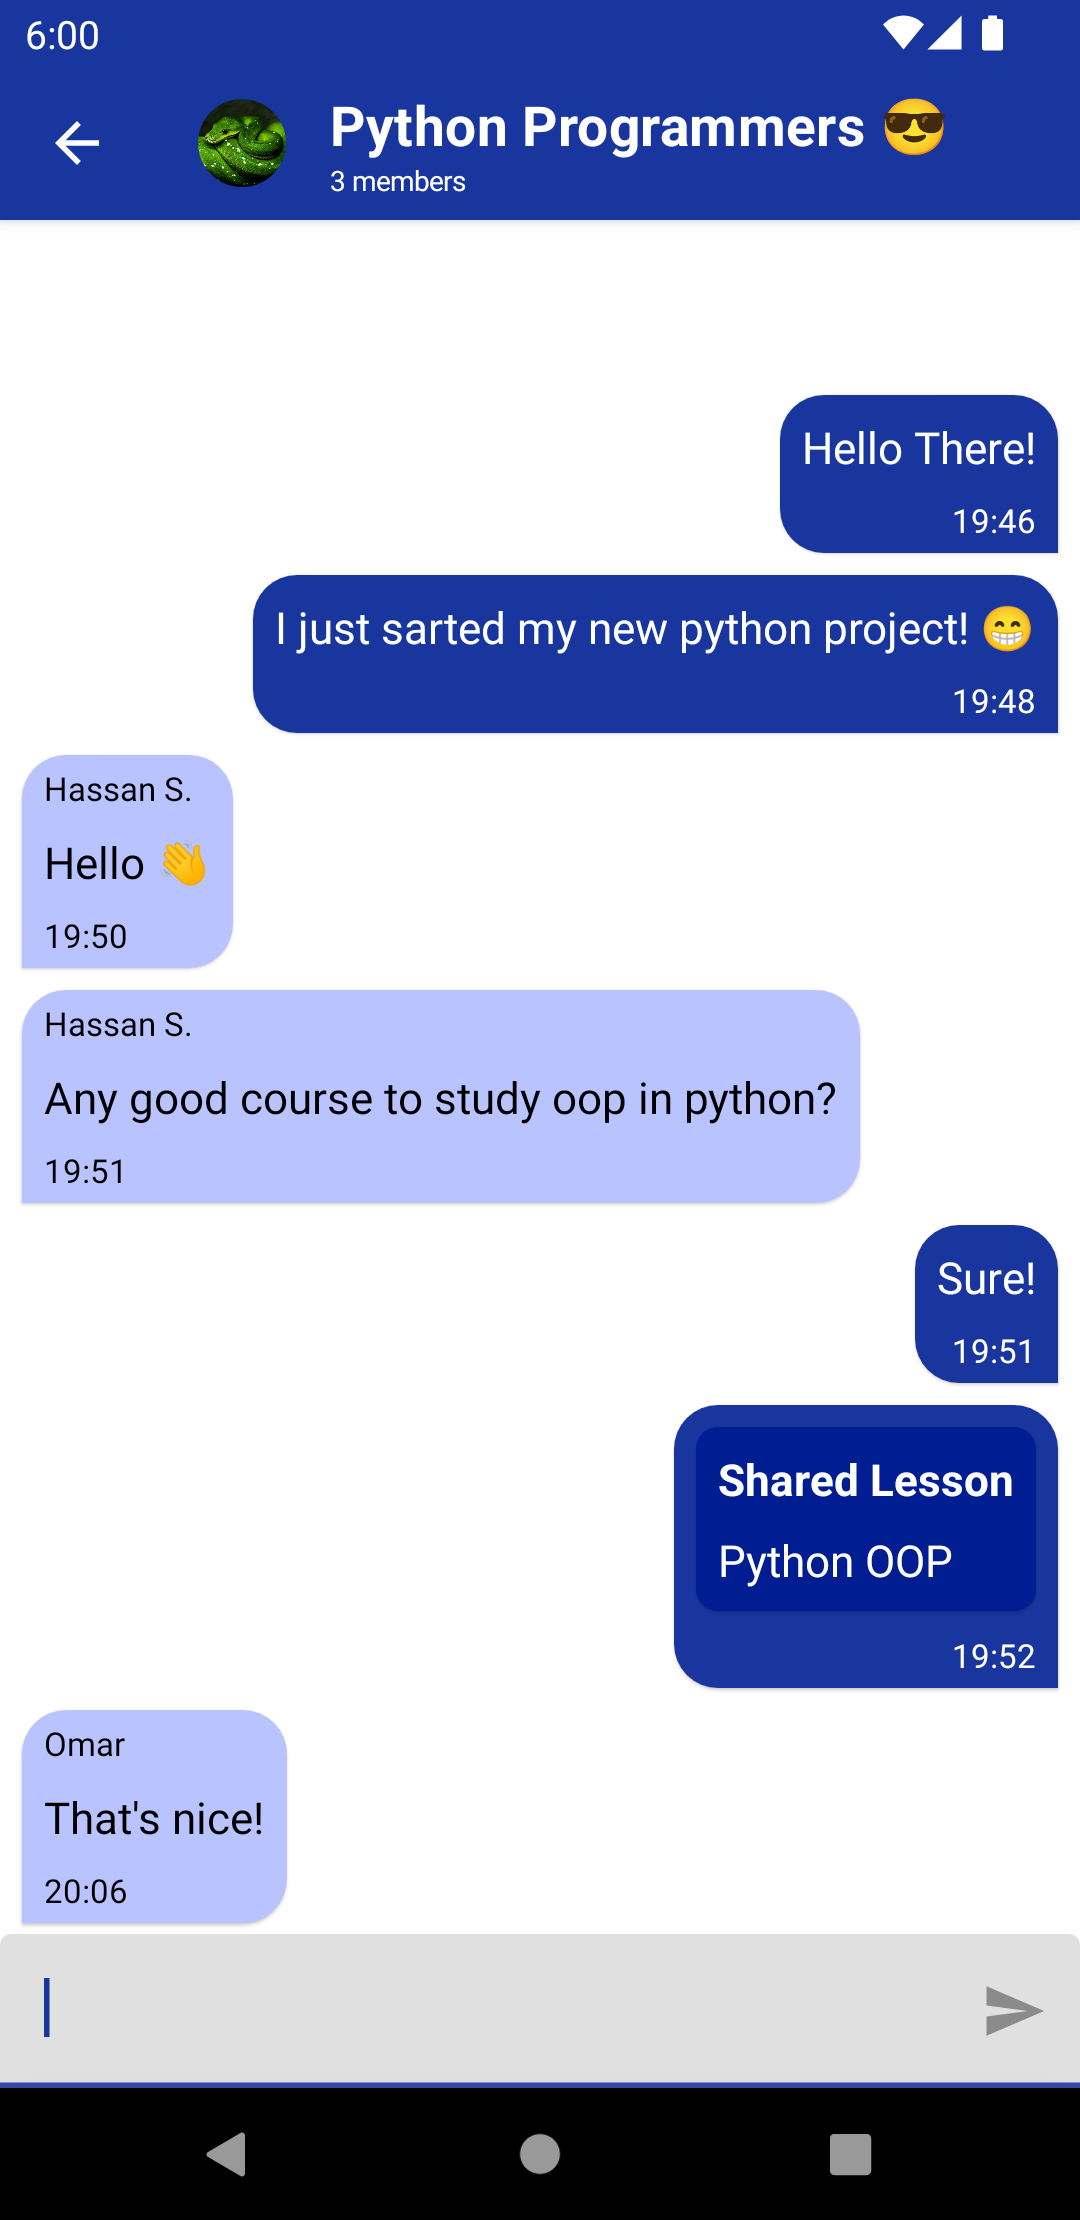 6:00
Python Programmers 😎
3 members
Hello There!
19:46
I just sarted my new python project! 😁
19:48
Hassan S.
Hello 👋
19:50
Hassan S.
Any good course to study oop in python?
19:51
Sure!
19:51
Shared Lesson
Python OOP
19:52
Omar
That's nice!
20:06